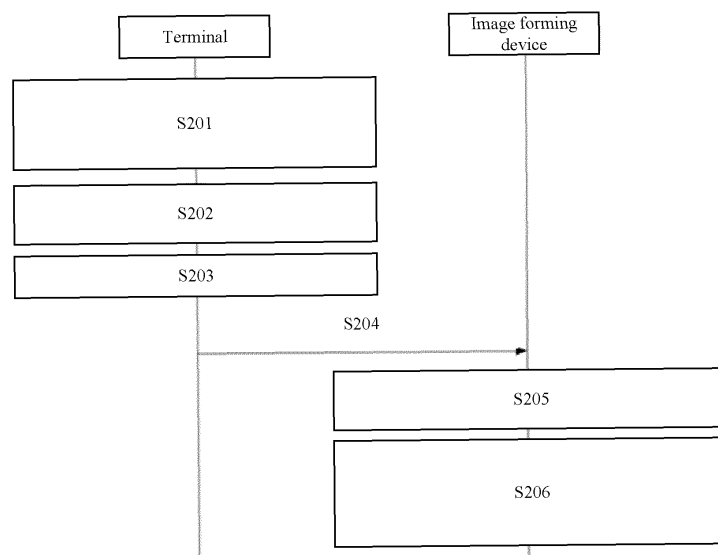 Terminal
Image forming
device
S201
S202
S203
S204
S205
S206